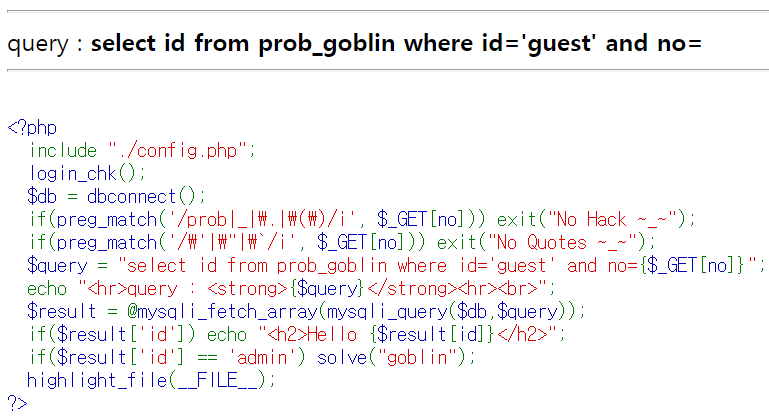 query : select id from prob_goblin where id='guest' and no=
<?php
include "./config.php";
login_chk();
$db = dbconnect();
if(preg_match('/prob|_|₩.|₩(₩)/i', $_GET[no])) exit("No Hack ~_~");
if(preg_match('/₩'|₩"|₩`/i', $_GET[no])) exit("No Quotes ~_~");
$query = "select id from prob_goblin where id='guest' and no={$_GET[no]}";
echo "<hr>query : <strong>{$query}</strong><hr><br>";
$result = @mysqli_fetch_array(mysqli_query($db,$query));
if($result['id']) echo "<h2>Hello {$result[id]}</h2>";
if($result['id'] == 'admin') solve("goblin");
highlight_file(__FILE__);
?>